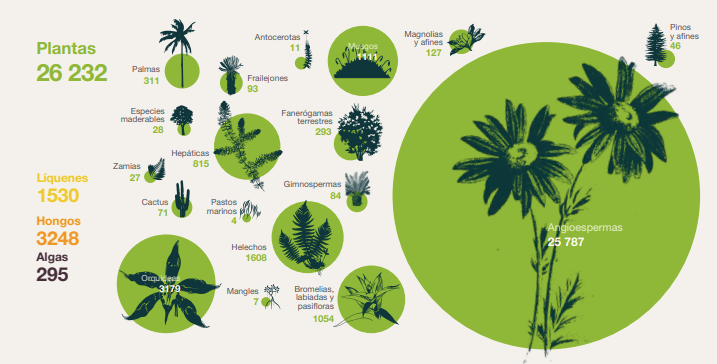 Plantas
26 232
Líquenes
1530
Hongos
3248
Algas
295
Palmas
311
Antocerotas
11
Frailejones
93
Musgos
1111
Magnolias
y afines
127
Pinos
y afines
46
Especies
maderables
28
Hepáticas
815
Fanerógamas
terrestres
293
Zamias
27
Cactus
71
Pastos
marinos
4
Gimnospermas
84
Helechos
1608
Orquídeas
3179
Mangles
7
Bromelias,
labiadas y
pasifloras
1054
Angioespermas
25 787